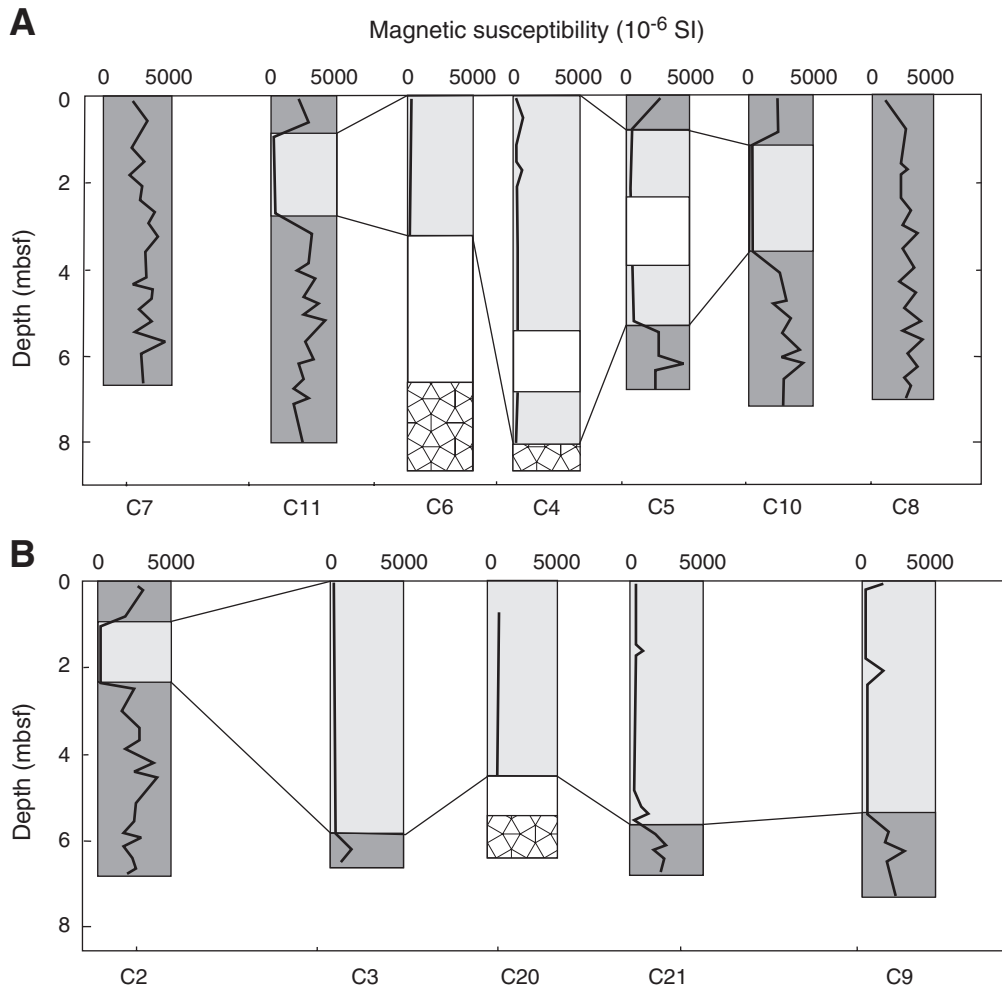 A
Magnetic susceptibility (10-6 SI)
0 5000 0 5000 0 5000 0 5000 0 5000 0 5000 0 5000
0
2
4
6
8
Depth (mbsf)
C7 C11 C6 C4 C5 C10 C8
B
0 5000 0 5000 0 5000 0 5000 0 5000
0
2
4
6
8
Depth (mbsf)
C2 C3 C20 C21 C9